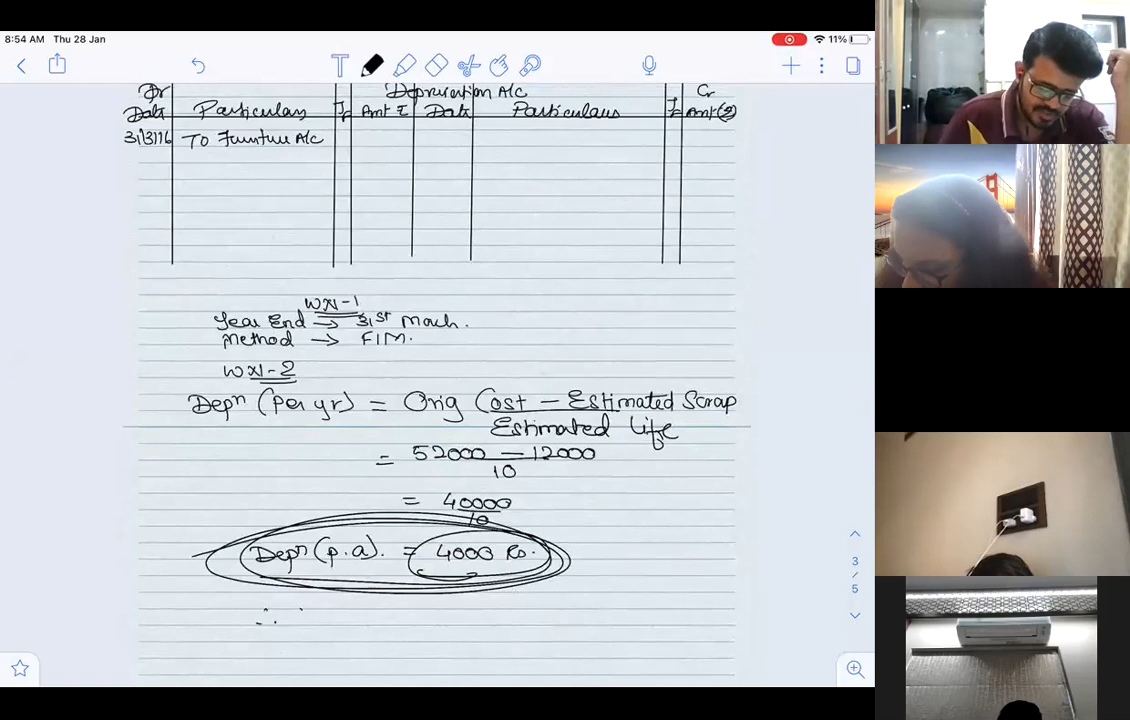 8:54 AM Thu 28 Jan
11%
Dr Depreciation A/c Cr
Date Particulars J/F Amt ₹ Date Particulars J/F Amt(₹)
31/3/16 To Furniture A/c
WN-1
Year End → 31st March.
Method → FIM.
WN-2
Depn (Per yr) = Orig Cost - Estimated Scrap
Estimated Life
= 52000 - 12000
10
= 40000
10
Depn (p.a). = 4000 Rs.
∴
3
/
5